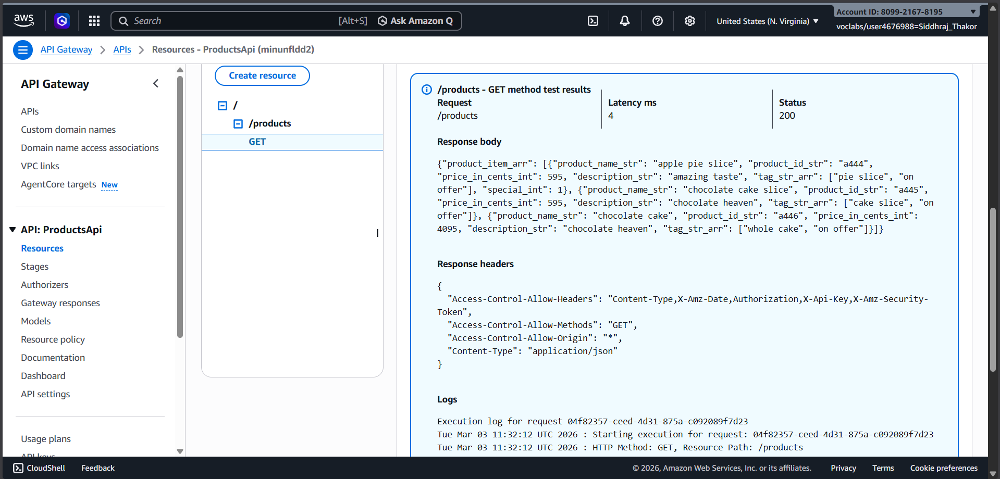 aws
Search [Alt+S] Ask Amazon Q
United States (N. Virginia)
Account ID: 8099-2167-8195
voclabs/user4676988=Siddhraj_Thakor
API Gateway > APIs > Resources - ProductsApi (minunfldd2)
API Gateway
APIs
Custom domain names
Domain name access associations
VPC links
AgentCore targets New
API: ProductsApi
Resources
Stages
Authorizers
Gateway responses
Models
Resource policy
Documentation
Dashboard
API settings
Usage plans
API keys
Create resource
/
/products
GET
/products - GET method test results
Request
/products
Latency ms
4
Status
200
Response body
{"product_item_arr": [{"product_name_str": "apple pie slice", "product_id_str": "a444",
"price_in_cents_int": 595, "description_str": "amazing taste", "tag_str_arr": ["pie slice", "on
offer"], "special_int": 1}, {"product_name_str": "chocolate cake slice", "product_id_str": "a445",
"price_in_cents_int": 595, "description_str": "chocolate heaven", "tag_str_arr": ["cake slice", "on
offer"]}, {"product_name_str": "chocolate cake", "product_id_str": "a446", "price_in_cents_int":
4095, "description_str": "chocolate heaven", "tag_str_arr": ["whole cake", "on offer"]}]}
Response headers
{
"Access-Control-Allow-Headers": "Content-Type,X-Amz-Date,Authorization,X-Api-Key,X-Amz-Security-
Token",
"Access-Control-Allow-Methods": "GET",
"Access-Control-Allow-Origin": "*",
"Content-Type": "application/json"
}
Logs
Execution log for request 04f82357-ceed-4d31-875a-c092089f7d23
Tue Mar 03 11:32:12 UTC 2026 : Starting execution for request: 04f82357-ceed-4d31-875a-c092089f7d23
Tue Mar 03 11:32:12 UTC 2026 : HTTP Method: GET, Resource Path: /products
CloudShell Feedback © 2026, Amazon Web Services, Inc. or its affiliates. Privacy Terms Cookie preferences